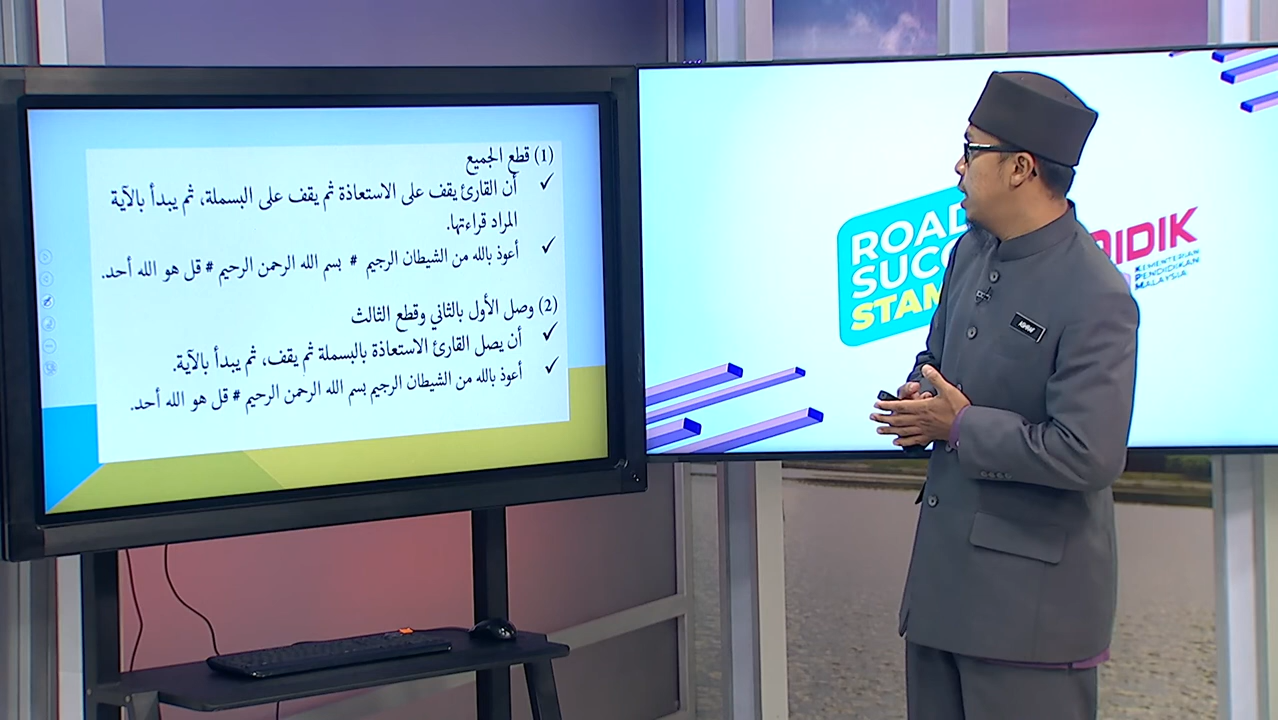 (1) قطع الجميع
✓ أن القارئ يقف على الاستعاذة ثم يقف على البسملة، ثم يبدأ بالآية
المراد قراءتها.
✓ أعوذ بالله من الشيطان الرجيم # بسم الله الرحمن الرحيم # قل هو الله أحد.
(2) وصل الأول بالثاني وقطع الثالث
✓ أن يصل القارئ الاستعاذة بالبسملة ثم يقف، ثم يبدأ بالآية.
✓ أعوذ بالله من الشيطان الرجيم بسم الله الرحمن الرحيم # قل هو الله أحد.
ROAD
SUCC
STAM
DIDIK
KEMENTERIAN
PENDIDIKAN
MALAYSIA
ASHRAF